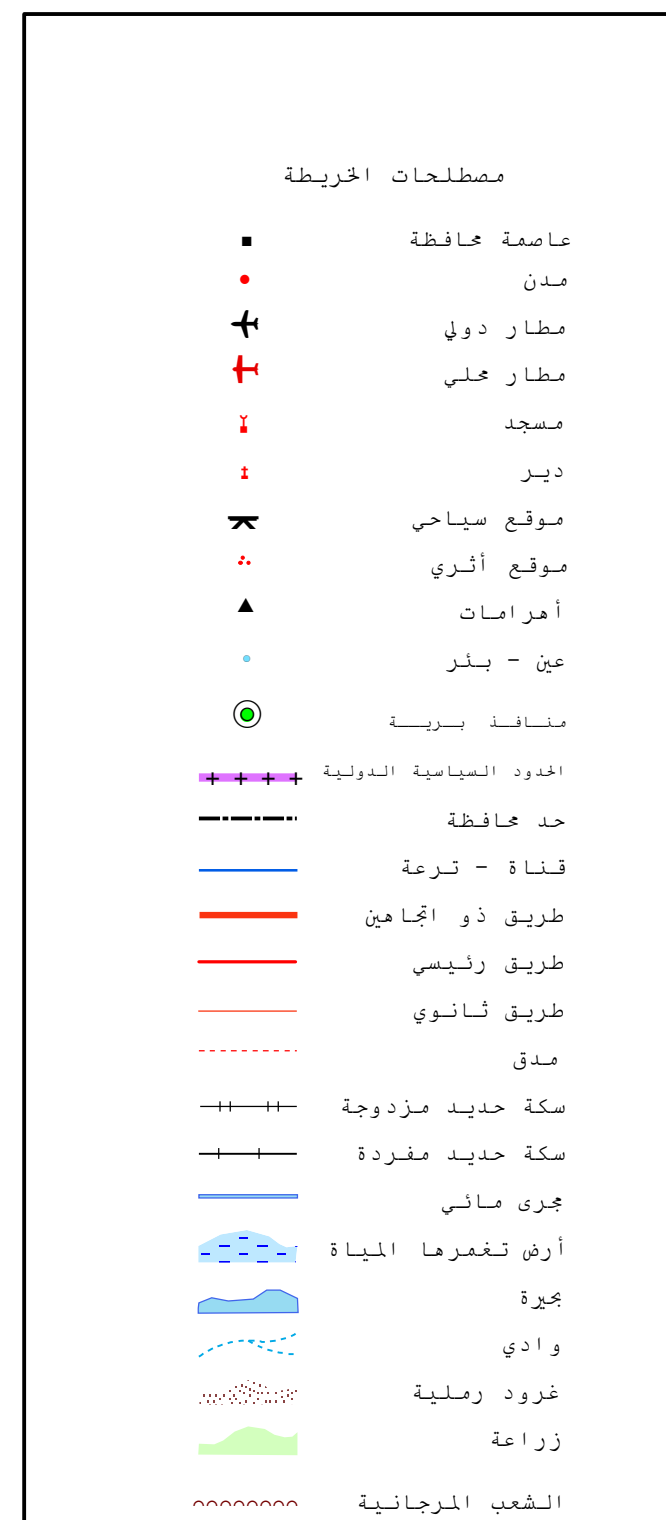 مصطلحات الخريطة
عاصمة محافظة
مدن
مطار دولي
مطار محلي
مسجد
دير
موقع سياحي
موقع أثري
أهرامات
عين - بئر
منافذ برية
الحدود السياسية الدولية
حد محافظة
قناة - ترعة
طريق ذو اتجاهين
طريق رئيسي
طريق ثانوي
مدق
سكة حديد مزدوجة
سكة حديد مفردة
مجرى مائي
أرض تغمرها المياة
بحيرة
وادي
غرود رملية
زراعة
الشعب المرجانية